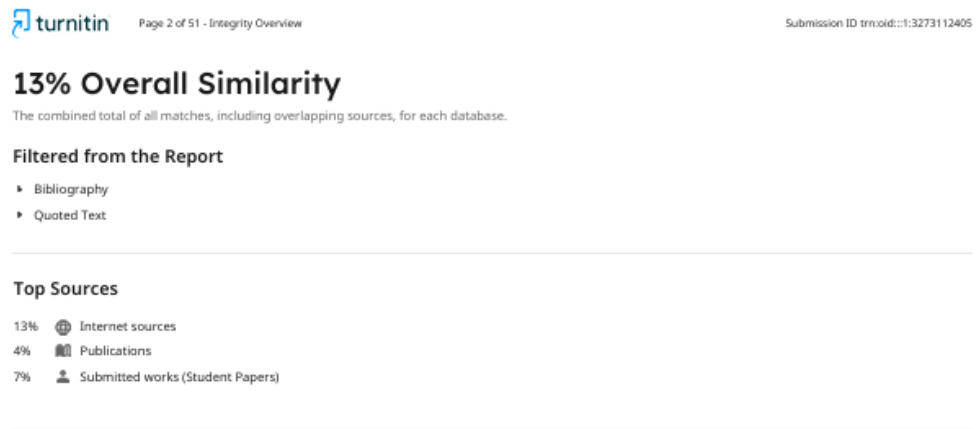 turnitin Page 2 of 51 - Integrity Overview Submission ID trn:oid:::1:3273112405
13% Overall Similarity
The combined total of all matches, including overlapping sources, for each database.
Filtered from the Report
Bibliography
Quoted Text
Top Sources
13% Internet sources
4% Publications
7% Submitted works (Student Papers)